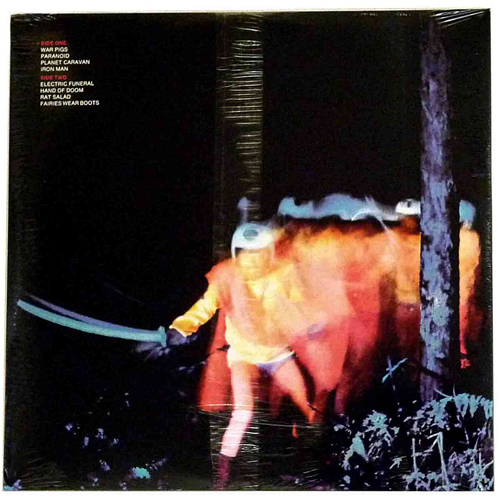 SIDE ONE
WAR PIGS
PARANOID
PLANET CARAVAN
IRON MAN
SIDE TWO
ELECTRIC FUNERAL
HAND OF DOOM
RAT SALAD
FAIRIES WEAR BOOTS